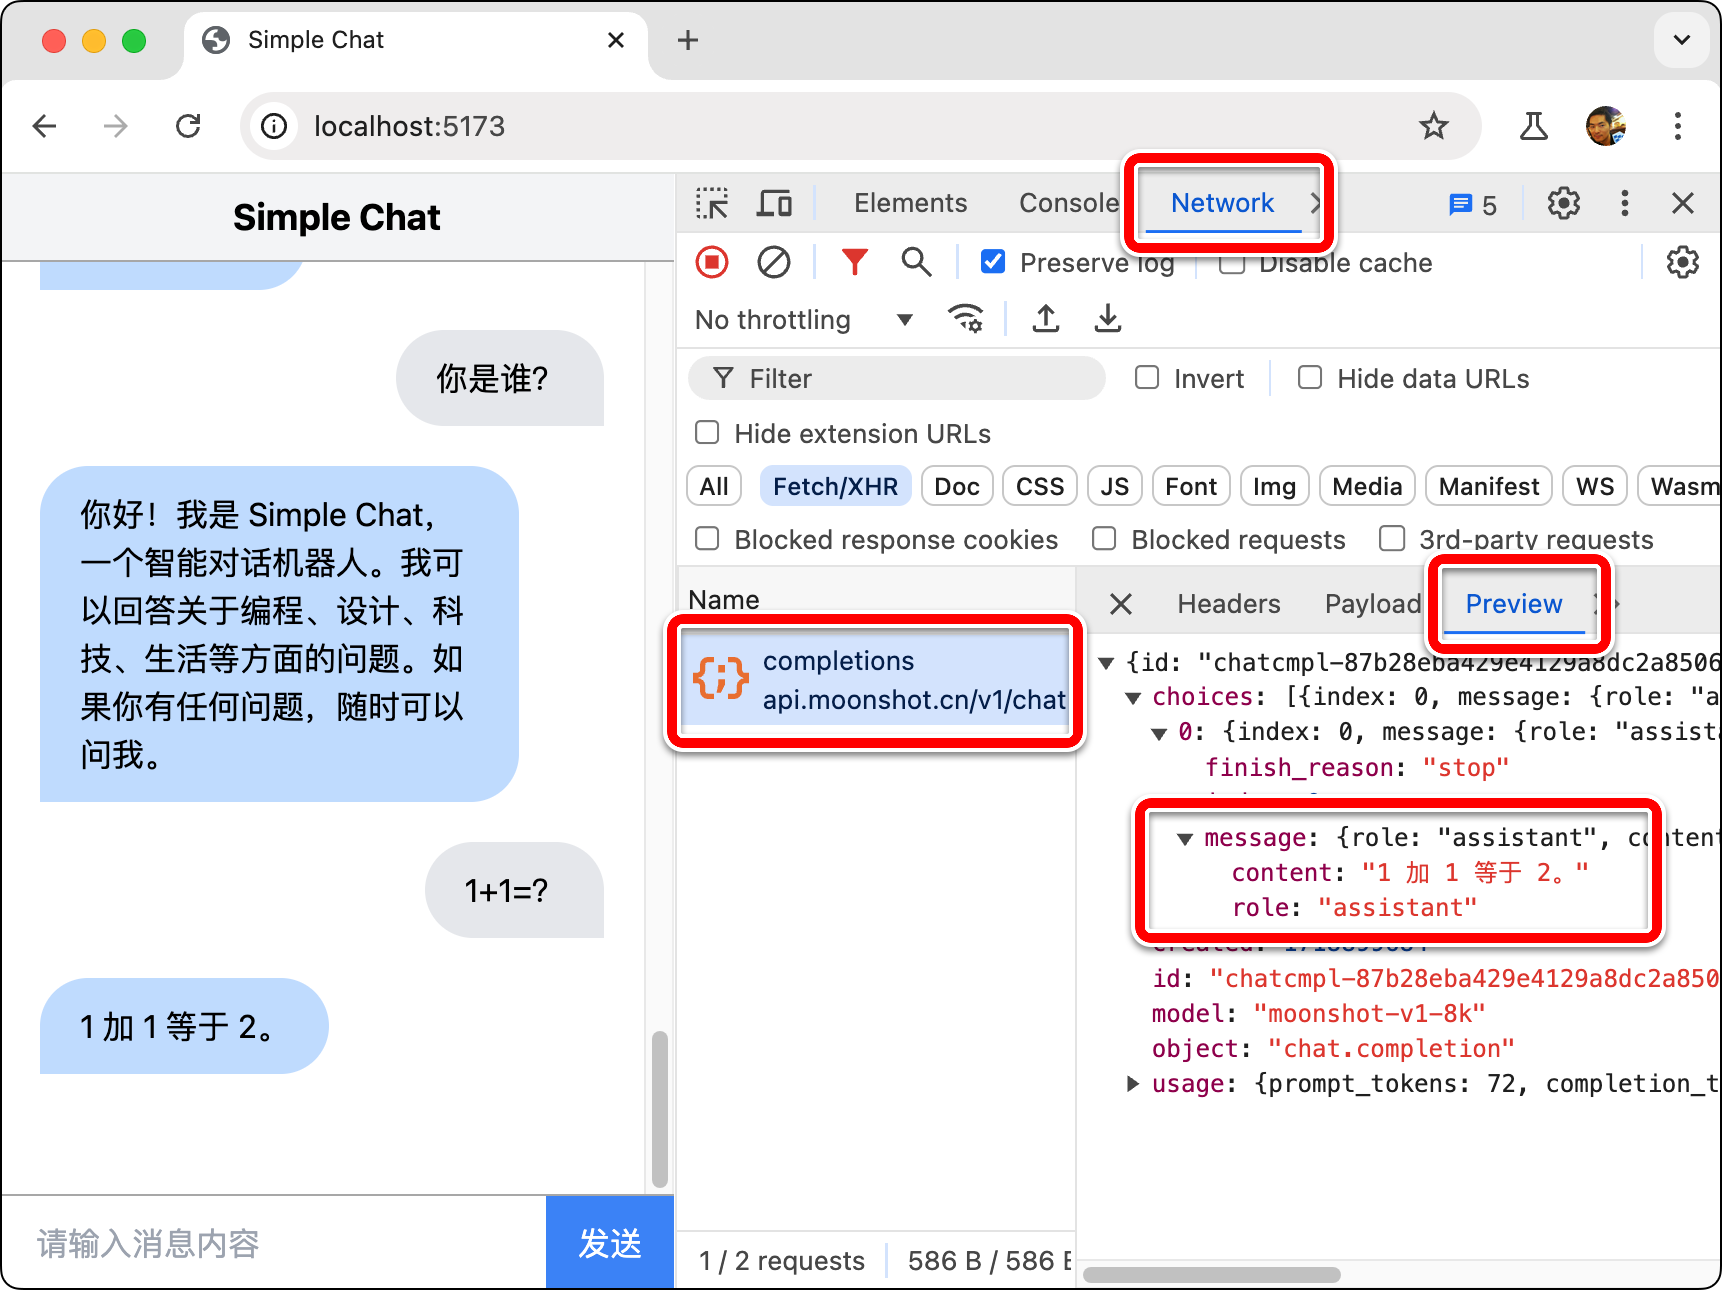 Simple Chat
localhost:5173
Simple Chat
你是谁?
你好！我是 Simple Chat，
一个智能对话机器人。我可
以回答关于编程、设计、科
技、生活等方面的问题。如
果你有任何问题，随时可以
问我。
1+1=?
1 加 1 等于 2。
请输入消息内容
发送
Elements Console Network 5
Preserve log Disable cache
No throttling
Filter Invert Hide data URLs
Hide extension URLs
All Fetch/XHR Doc CSS JS Font Img Media Manifest WS Wasm
Blocked response cookies Blocked requests 3rd-party requests
Name
completions
api.moonshot.cn/v1/chat
1 / 2 requests 586 B / 586 B
Headers Payload Preview
{id: "chatcmpl-87b28eba429e4129a8dc2a8506
choices: [{index: 0, message: {role: "a
0: {index: 0, message: {role: "assista
finish_reason: "stop"
message: {role: "assistant", content
content: "1 加 1 等于 2。"
role: "assistant"
id: "chatcmpl-87b28eba429e4129a8dc2a850
model: "moonshot-v1-8k"
object: "chat.completion"
usage: {prompt_tokens: 72, completion_t